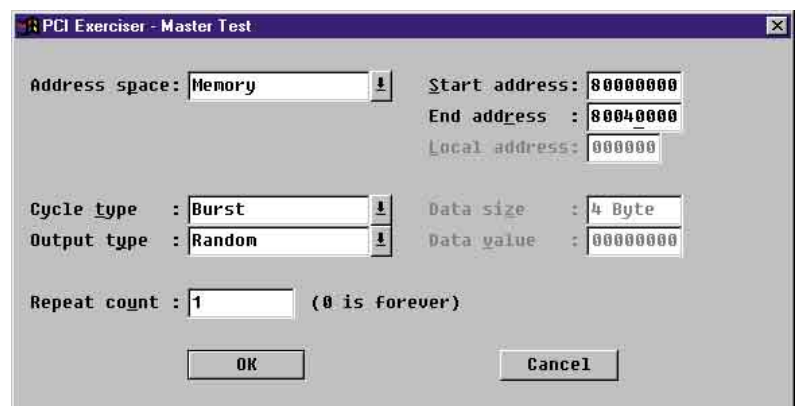 PCI Exerciser - Master Test
Address space: Memory
Start address: 80000000
End address : 80040000
Local address: 000000
Cycle type : Burst
Data size : 4 Byte
Output type : Random
Data value : 00000000
Repeat count : 1 (0 is forever)
OK Cancel